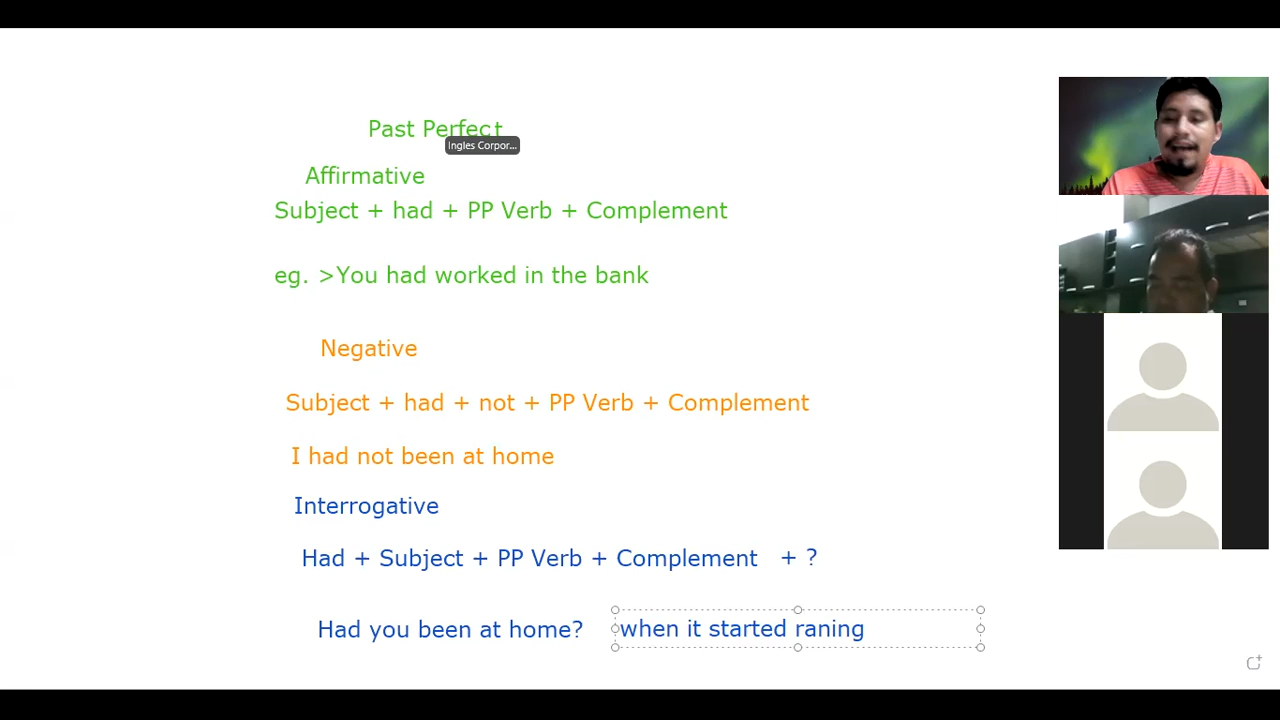 Past Perfect
Ingles Corpor...
Affirmative
Subject + had + PP Verb + Complement
eg. >You had worked in the bank
Negative
Subject + had + not + PP Verb + Complement
I had not been at home
Interrogative
Had + Subject + PP Verb + Complement + ?
Had you been at home? when it started raning